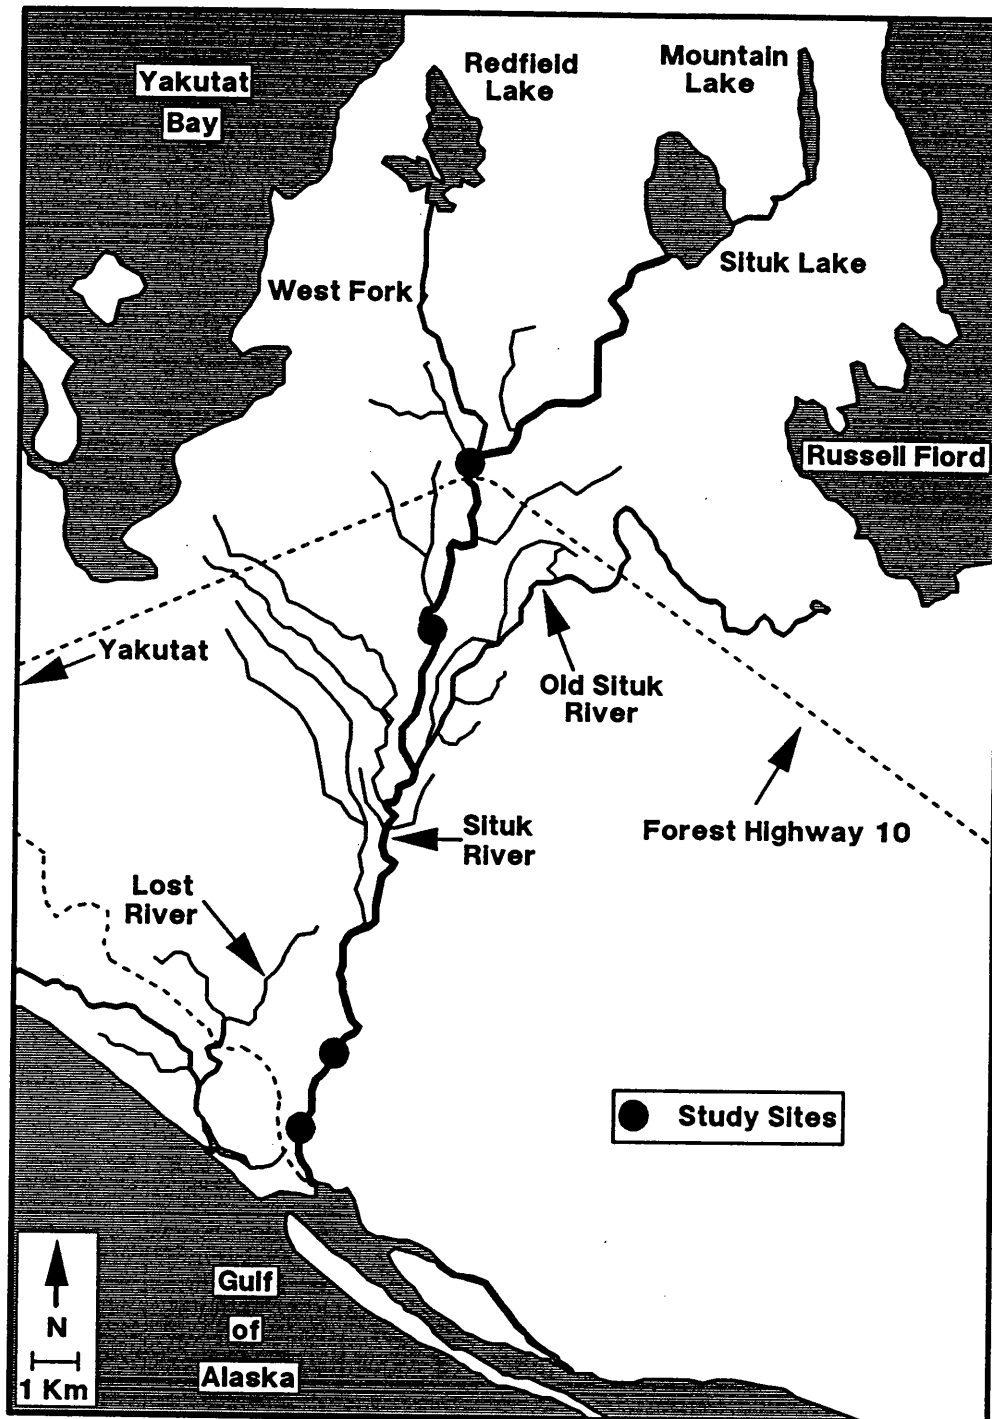 Yakutat
Bay
Redfield
Lake
Mountain
Lake
Situk Lake
West Fork
Russell Fiord
Yakutat
Old Situk
River
Forest Highway 10
Situk
River
Lost
River
Study Sites
Gulf
of
Alaska
N
1 Km